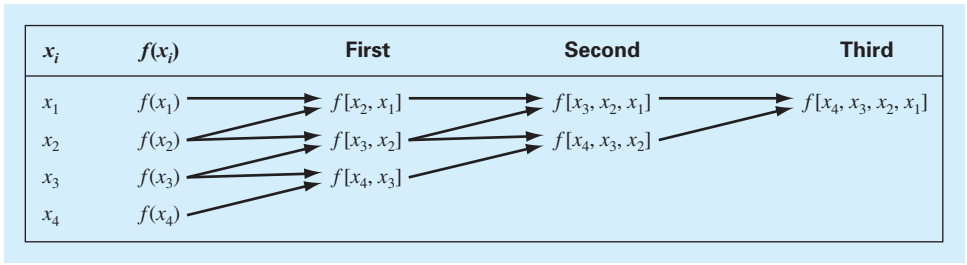 xᵢ f(xᵢ) First Second Third
x₁ f(x₁) f[x₂, x₁] f[x₃, x₂, x₁] f[x₄, x₃, x₂, x₁]
x₂ f(x₂) f[x₃, x₂] f[x₄, x₃, x₂]
x₃ f(x₃) f[x₄, x₃]
x₄ f(x₄)